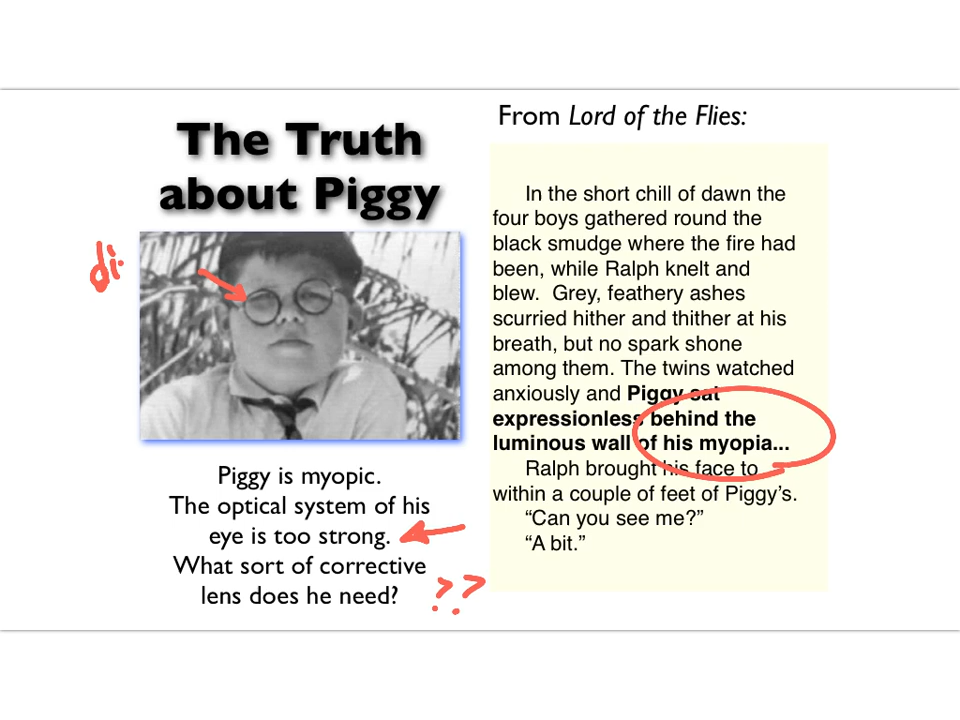 The Truth
about Piggy
di.
Piggy is myopic.
The optical system of his
eye is too strong.
What sort of corrective
lens does he need?
??
From Lord of the Flies:
In the short chill of dawn the
four boys gathered round the
black smudge where the fire had
been, while Ralph knelt and
blew.  Grey, feathery ashes
scurried hither and thither at his
breath, but no spark shone
among them. The twins watched
anxiously and Piggy sat
expressionless behind the
luminous wall of his myopia...
Ralph brought his face to
within a couple of feet of Piggy’s.
“Can you see me?”
“A bit.”